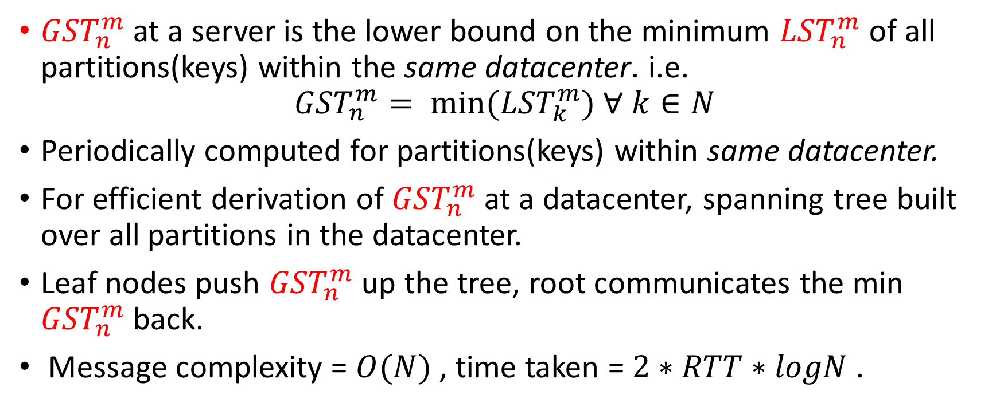 • GST_n^m at a server is the lower bound on the minimum LST_n^m of all
partitions(keys) within the same datacenter. i.e.
GST_n^m = min(LST_k^m) ∀ k ∈ N
• Periodically computed for partitions(keys) within same datacenter.
• For efficient derivation of GST_n^m at a datacenter, spanning tree built
over all partitions in the datacenter.
• Leaf nodes push GST_n^m up the tree, root communicates the min
GST_n^m back.
• Message complexity = O(N) , time taken = 2 ∗ RTT ∗ logN .